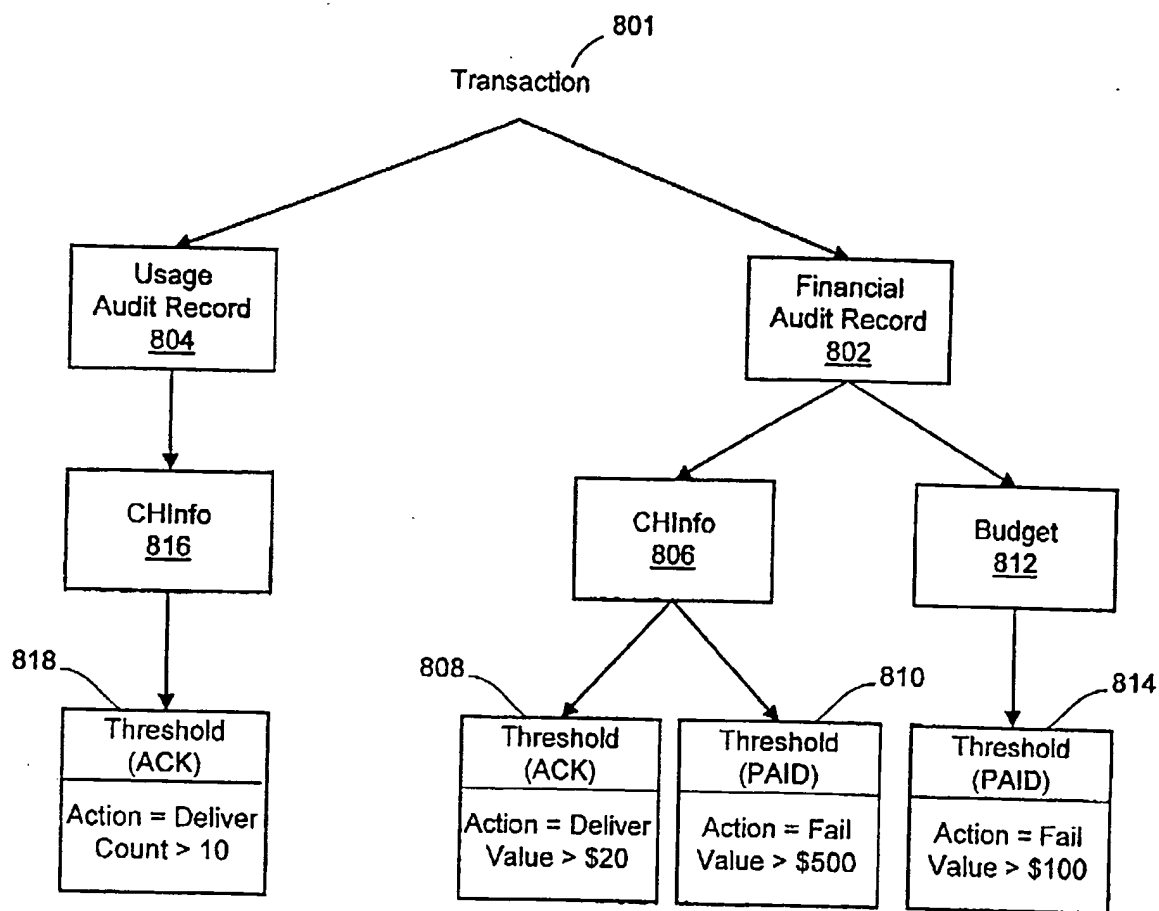 801
Transaction
Usage
Audit Record
804
Financial
Audit Record
802
CHInfo
816
CHInfo
806
Budget
812
818
808
810
814
Threshold
(ACK)
Action = Deliver
Count > 10
Threshold
(ACK)
Action = Deliver
Value > $20
Threshold
(PAID)
Action = Fail
Value > $500
Threshold
(PAID)
Action = Fail
Value > $100